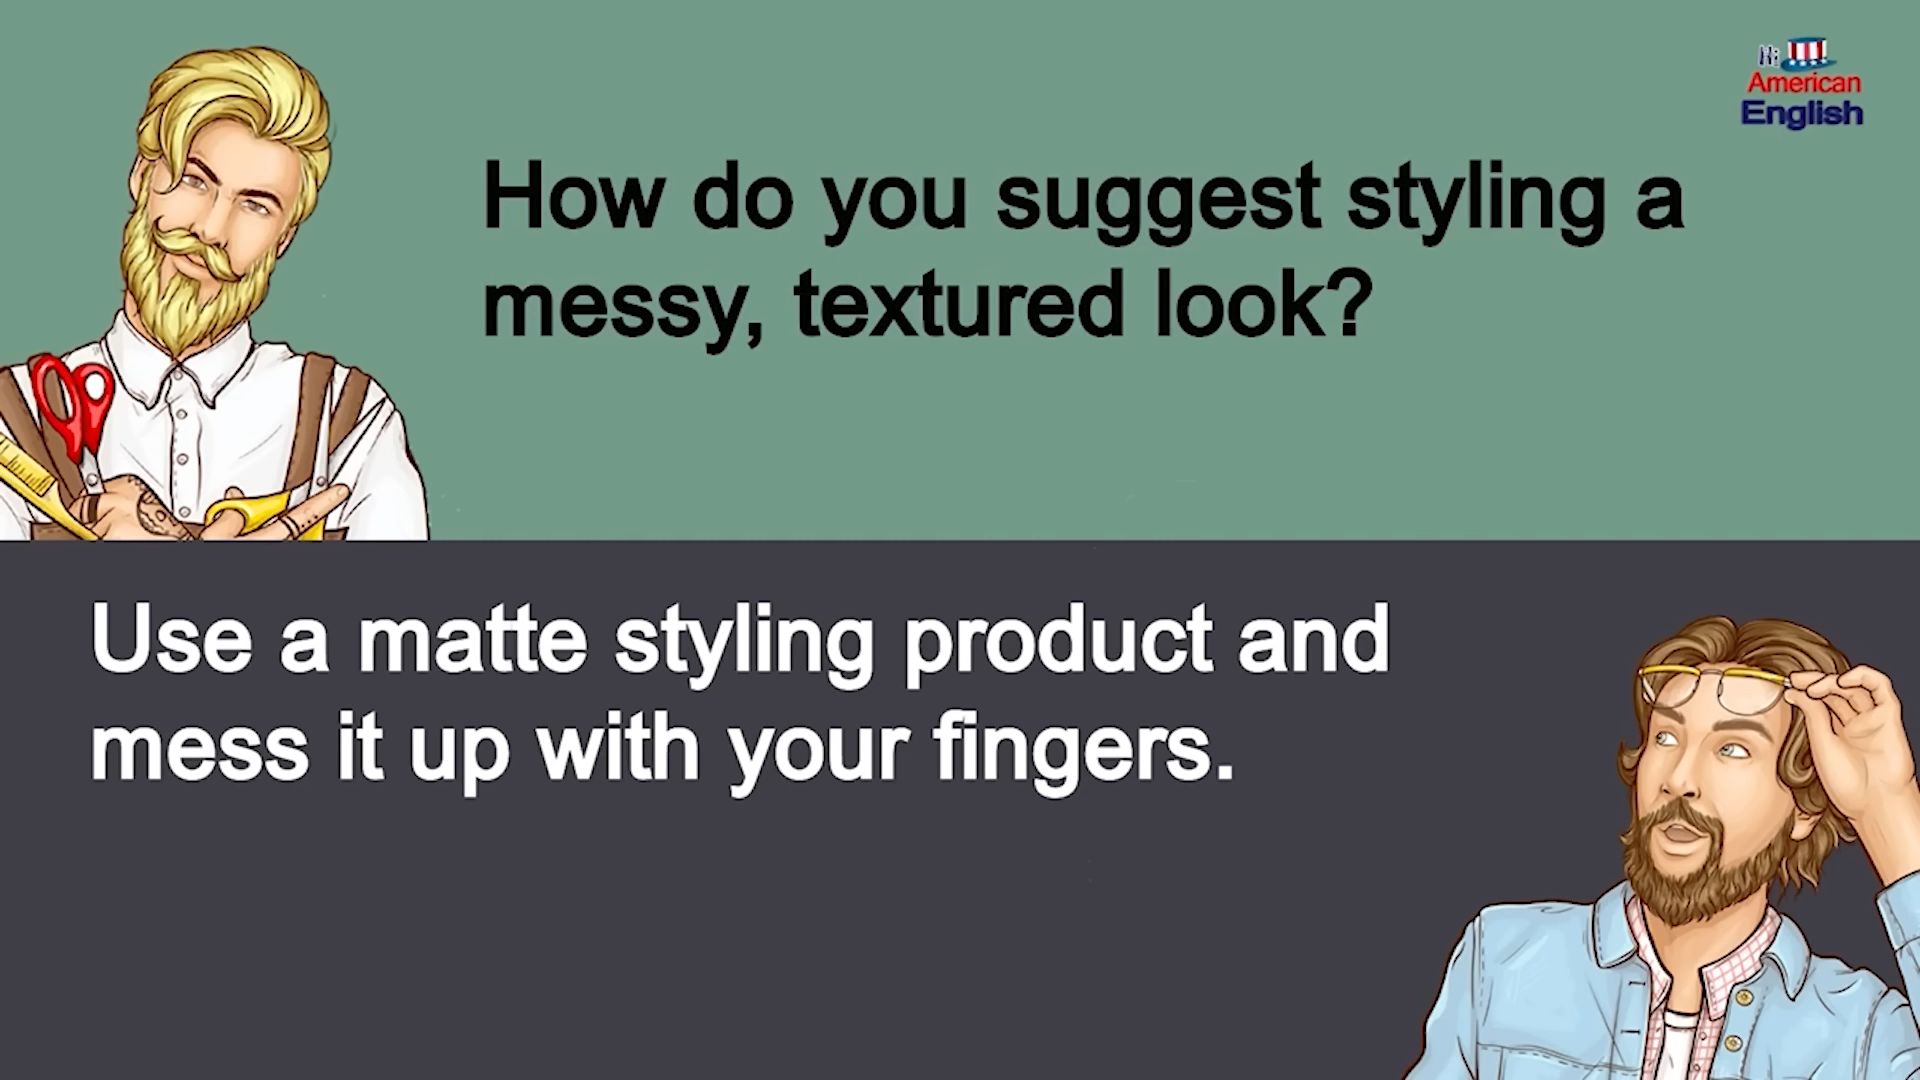 Hi
American
English
How do you suggest styling a
messy, textured look?
Use a matte styling product and
mess it up with your fingers.